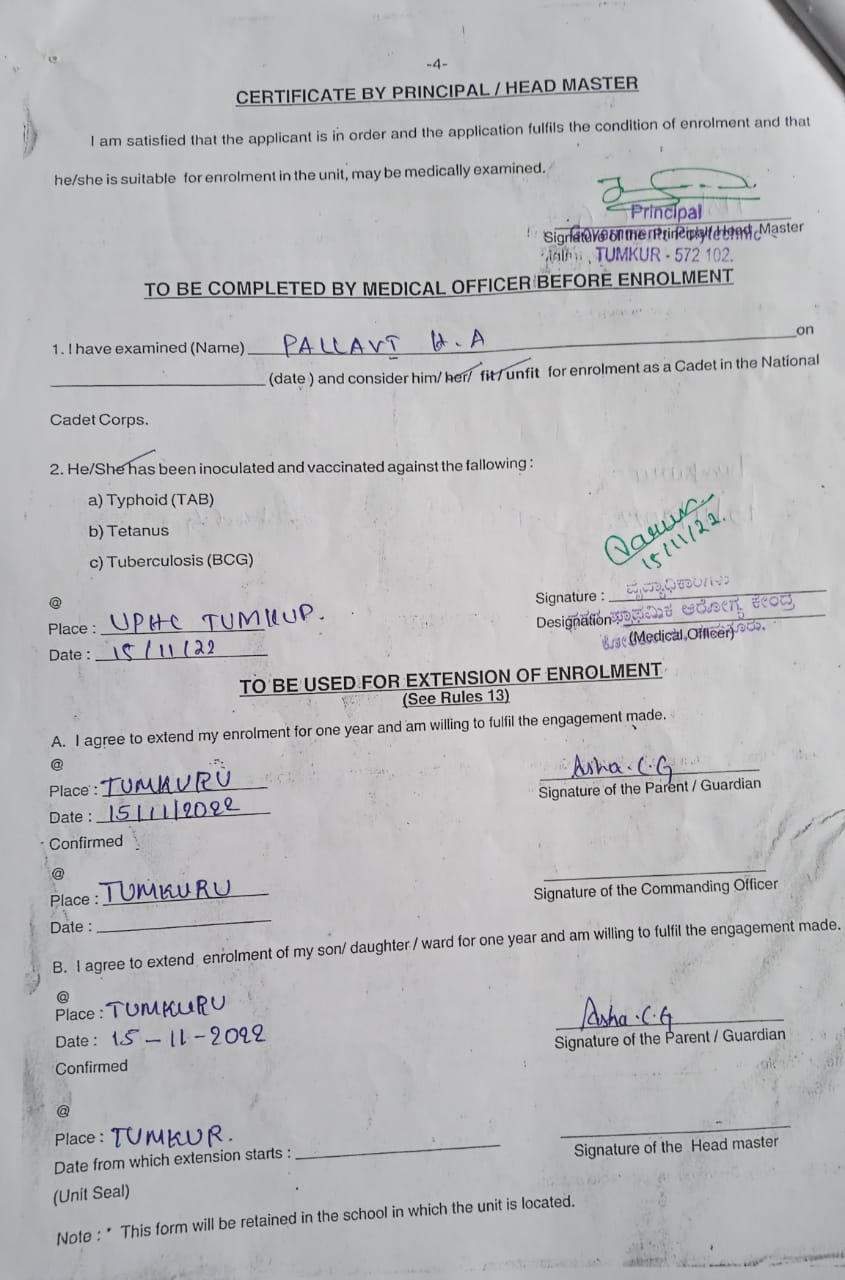 -4-
CERTIFICATE BY PRINCIPAL / HEAD MASTER
I am satisfied that the applicant is in order and the application fulfils the condition of enrolment and that
he/she is suitable for enrolment in the unit, may be medically examined.
Principal
Signature of the Principal / Head Master
Government Polytechnic
TUMKUR - 572 102.
TO BE COMPLETED BY MEDICAL OFFICER BEFORE ENROLMENT
1. I have examined (Name) PALLAVI H.A on
(date ) and consider him/ her/ fit/ unfit for enrolment as a Cadet in the National
Cadet Corps.
2. He/She has been inoculated and vaccinated against the fallowing :
a) Typhoid (TAB)
b) Tetanus
c) Tuberculosis (BCG)
15/11/22.
@
Place : UPHC TUMKUR.
Date : 15/11/22
Signature : ವೈದ್ಯಾಧಿಕಾರಿಗಳು
Designation ಪ್ರಾಥಮಿಕ ಆರೋಗ್ಯ ಕೇಂದ್ರ
(Medical Officer)
TO BE USED FOR EXTENSION OF ENROLMENT
(See Rules 13)
A. I agree to extend my enrolment for one year and am willing to fulfil the engagement made.
@
Place : TUMKURU
Date : 15/11/2022
Asha.C.G
Signature of the Parent / Guardian
Confirmed
@
Place : TUMKURU
Date :
Signature of the Commanding Officer
B. I agree to extend enrolment of my son/ daughter / ward for one year and am willing to fulfil the engagement made.
@
Place : TUMKURU
Date : 15-11-2022
Asha.C.G
Signature of the Parent / Guardian
Confirmed
@
Place : TUMKUR.
Date from which extension starts :
Signature of the Head master
(Unit Seal)
Note : * This form will be retained in the school in which the unit is located.